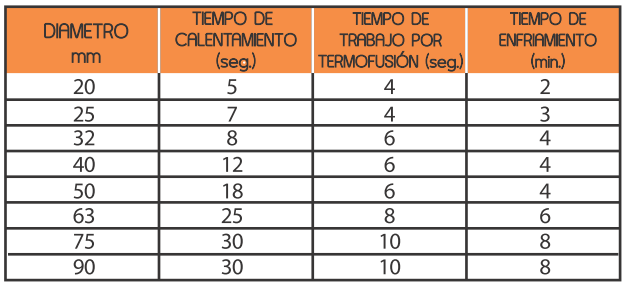 DIAMETRO mm | TIEMPO DE CALENTAMIENTO (seg.) | TIEMPO DE TRABAJO POR TERMOFUSIÓN (seg.) | TIEMPO DE ENFRIAMIENTO (min.)
20 | 5 | 4 | 2
25 | 7 | 4 | 3
32 | 8 | 6 | 4
40 | 12 | 6 | 4
50 | 18 | 6 | 4
63 | 25 | 8 | 6
75 | 30 | 10 | 8
90 | 30 | 10 | 8